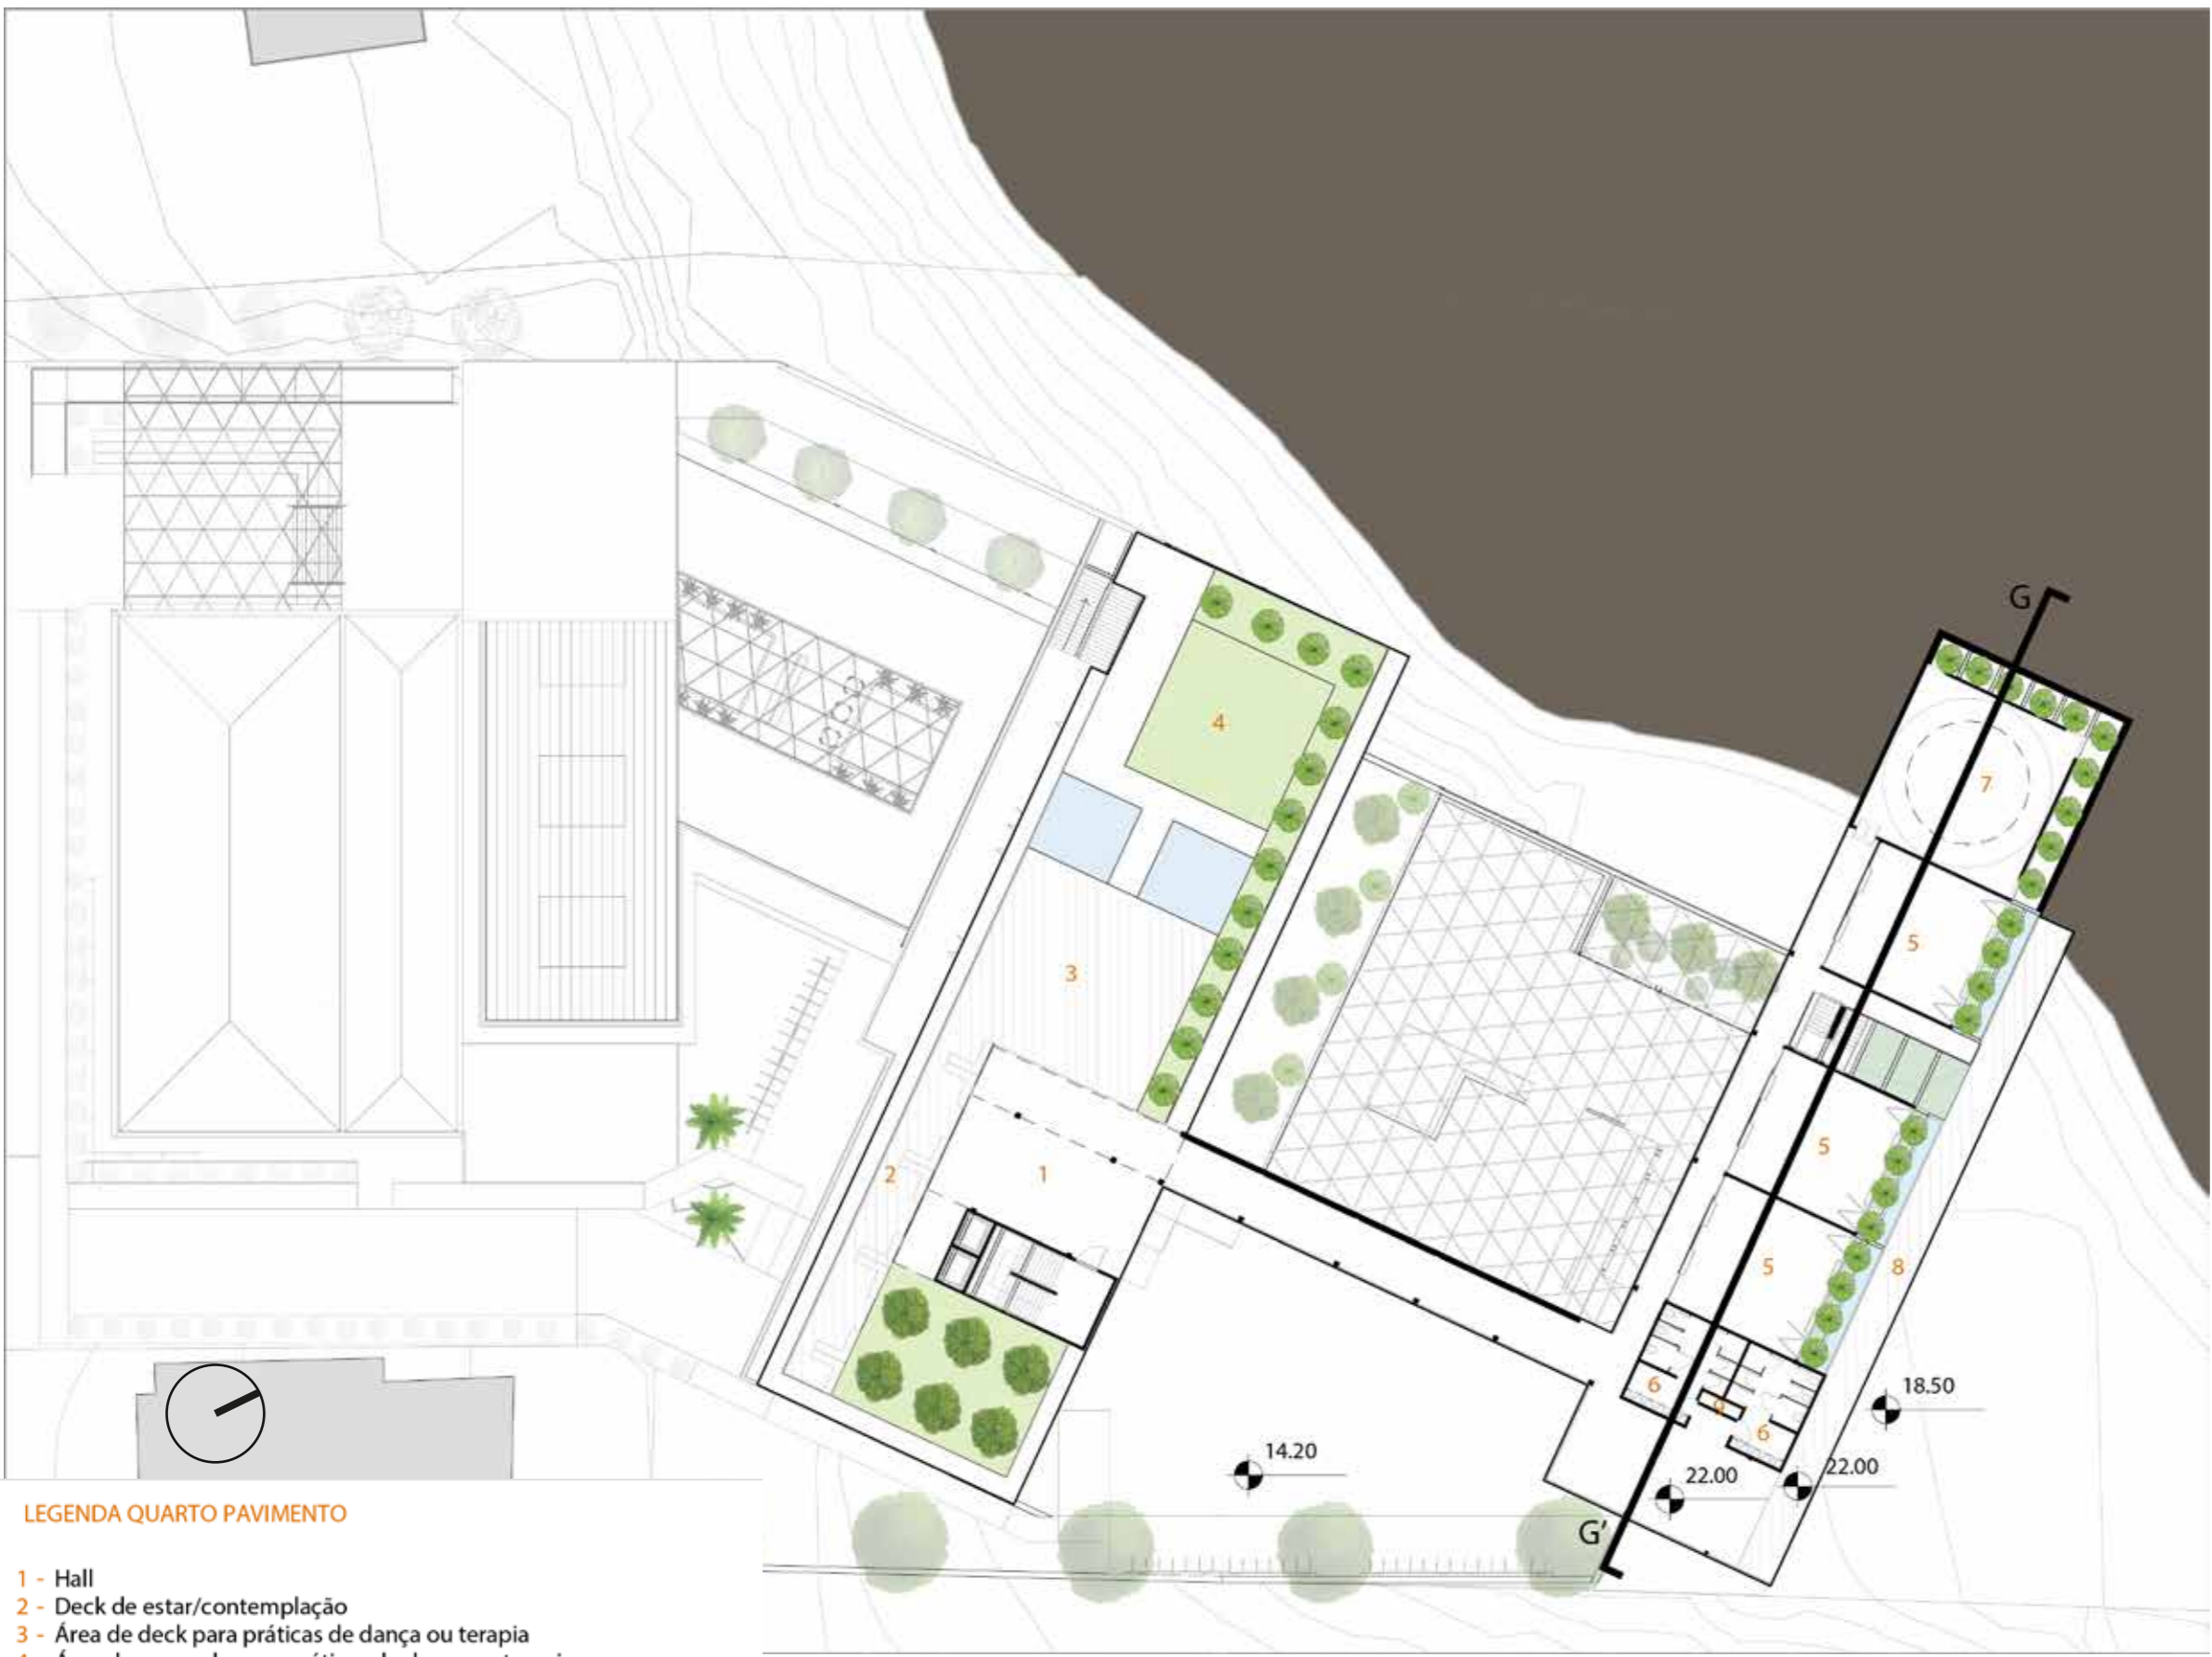 G
4
7
5
3
5
2
1
5
8
6
9
6
18.50
14.20
22.00
22.00
G'
LEGENDA QUARTO PAVIMENTO
1 - Hall
2 - Deck de estar/contemplação
3 - Área de deck para práticas de dança ou terapia